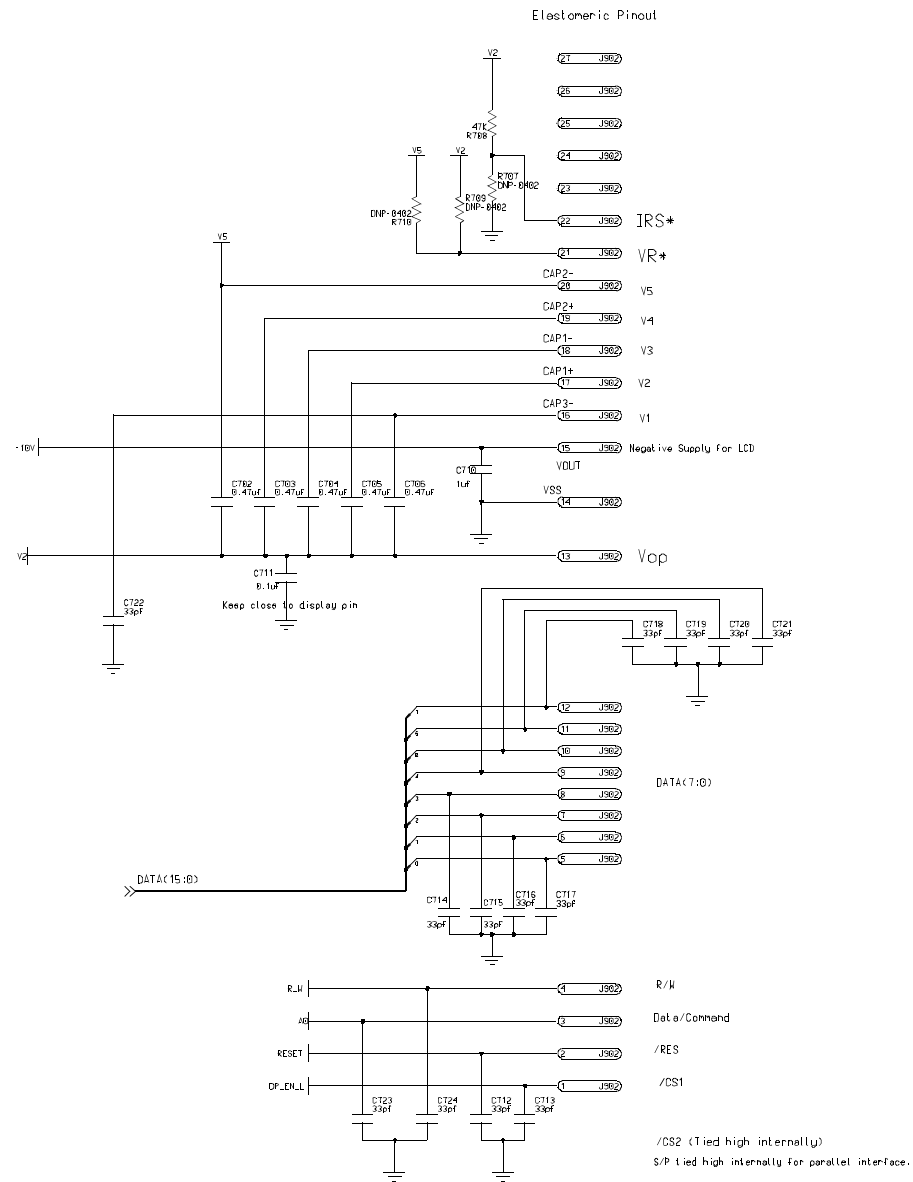 Elastomeric Pinout
V2
27 J902
26 J902
47K
R708
25 J902
V5 V2
24 J902
R707
DNP-0402
23 J902
R709
DNP-0402
DNP-0402
R710
22 J902 IRS*
V5
21 J902 VR*
CAP2-
20 J902 V5
CAP2+
19 J902 V4
CAP1-
18 J902 V3
CAP1+
17 J902 V2
CAP3-
16 J902 V1
-10V
15 J902 Negative Supply for LCD
VOUT
C710
1uf
C702 C703 C704 C705 C706
0.47uf 0.47uf 0.47uf 0.47uf 0.47uf
VSS
14 J902
V2
13 J902 Vop
C711
0.1uf
Keep close to display pin
C722
33pf
C718 C719 C720 C721
33pf 33pf 33pf 33pf
12 J902
11 J902
10 J902
4 9 J902
DATA(7:0)
3 8 J902
2 7 J902
1 6 J902
0 5 J902
DATA(15:0)
C714 C715 C716 C717
33pf 33pf 33pf 33pf
R_W 4 J902 R/W
A0 3 J902 Data/Command
RESET 2 J902 /RES
DP_EN_L 1 J902 /CS1
C723 C724 C712 C713
33pf 33pf 33pf 33pf
/CS2 (Tied high internally)
S/P tied high internally for parallel interface.